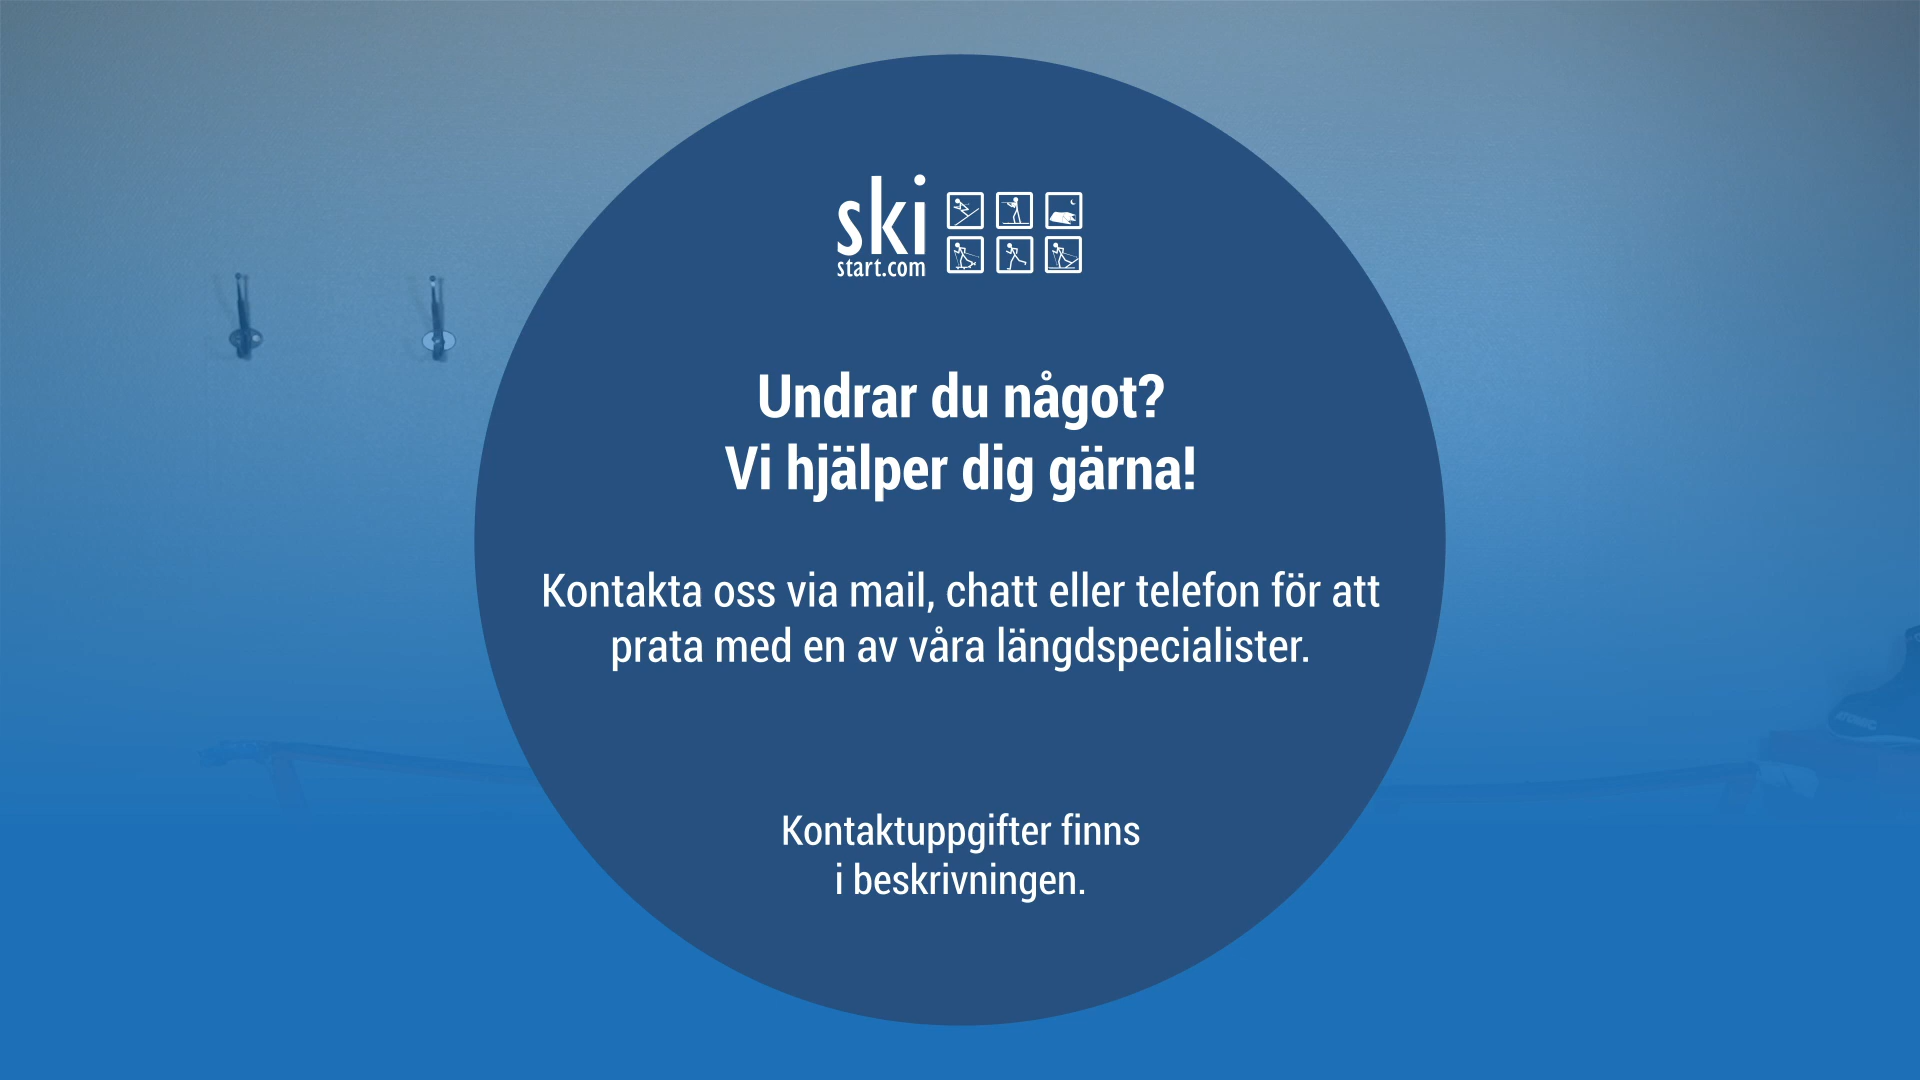 ski
start.com
Undrar du något?
Vi hjälper dig gärna!
Kontakta oss via mail, chatt eller telefon för att
prata med en av våra längdspecialister.
ATOMIC
Kontaktuppgifter finns
i beskrivningen.